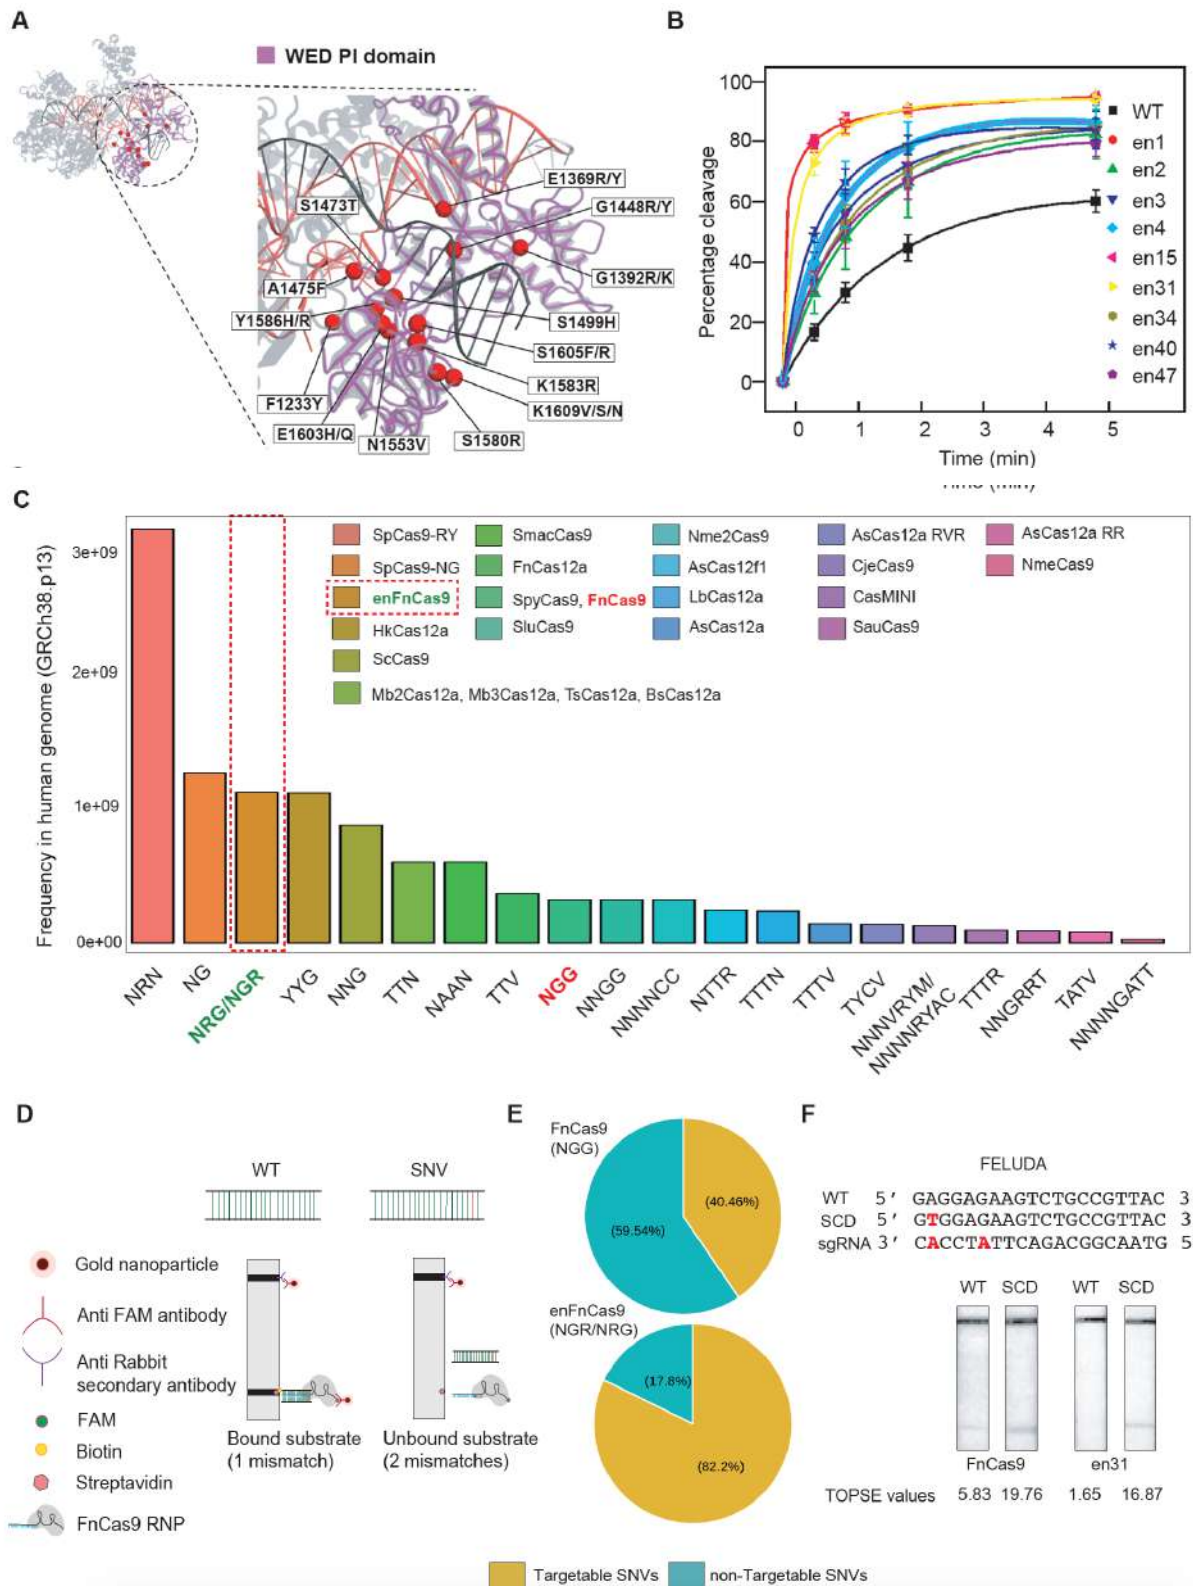 A
WED PI domain
E1369R/Y
S1473T
G1448R/Y
G1392R/K
A1475F
Y1586H/R
S1499H
S1605F/R
K1583R
F1233Y
K1609V/S/N
E1603H/Q
N1553V
S1580R
B
Percentage cleavage
100
80
60
40
20
0
0 1 2 3 4 5
Time (min)
Time (min)
WT
en1
en2
en3
en4
en15
en31
en34
en40
en47
C
Frequency in human genome (GRCh38.p13)
3e+09
2e+09
1e+09
0e+00
SpCas9-RY SmacCas9 Nme2Cas9 AsCas12a RVR AsCas12a RR
SpCas9-NG FnCas12a AsCas12f1 CjeCas9 NmeCas9
enFnCas9 SpyCas9, FnCas9 LbCas12a CasMINI
HkCas12a SluCas9 AsCas12a SauCas9
ScCas9
Mb2Cas12a, Mb3Cas12a, TsCas12a, BsCas12a
NRN
NG
NRG/NGR
YYG
NNG
TTN
NAAN
TTV
NGG
NNGG
NNNNCC
NTTR
TTTN
TTTV
TYCV
NNNVRYM/
NNNNRYAC
TTTR
NNGRRT
TATV
NNNNGATT
D
WT SNV
Gold nanoparticle
Anti FAM antibody
Anti Rabbit
secondary antibody
FAM
Biotin
Streptavidin
FnCas9 RNP
Bound substrate
(1 mismatch)
Unbound substrate
(2 mismatches)
E
FnCas9
(NGG)
(40.46%)
(59.54%)
enFnCas9
(NGR/NRG)
(17.8%)
(82.2%)
Targetable SNVs non-Targetable SNVs
F
FELUDA
WT 5' GAGGAGAAGTCTGCCGTTAC 3
SCD 5' GTGGAGAAGTCTGCCGTTAC 3
sgRNA 3' CACCTATTCAGACGGCAATG 5
WT SCD WT SCD
FnCas9 en31
TOPSE values 5.83 19.76 1.65 16.87